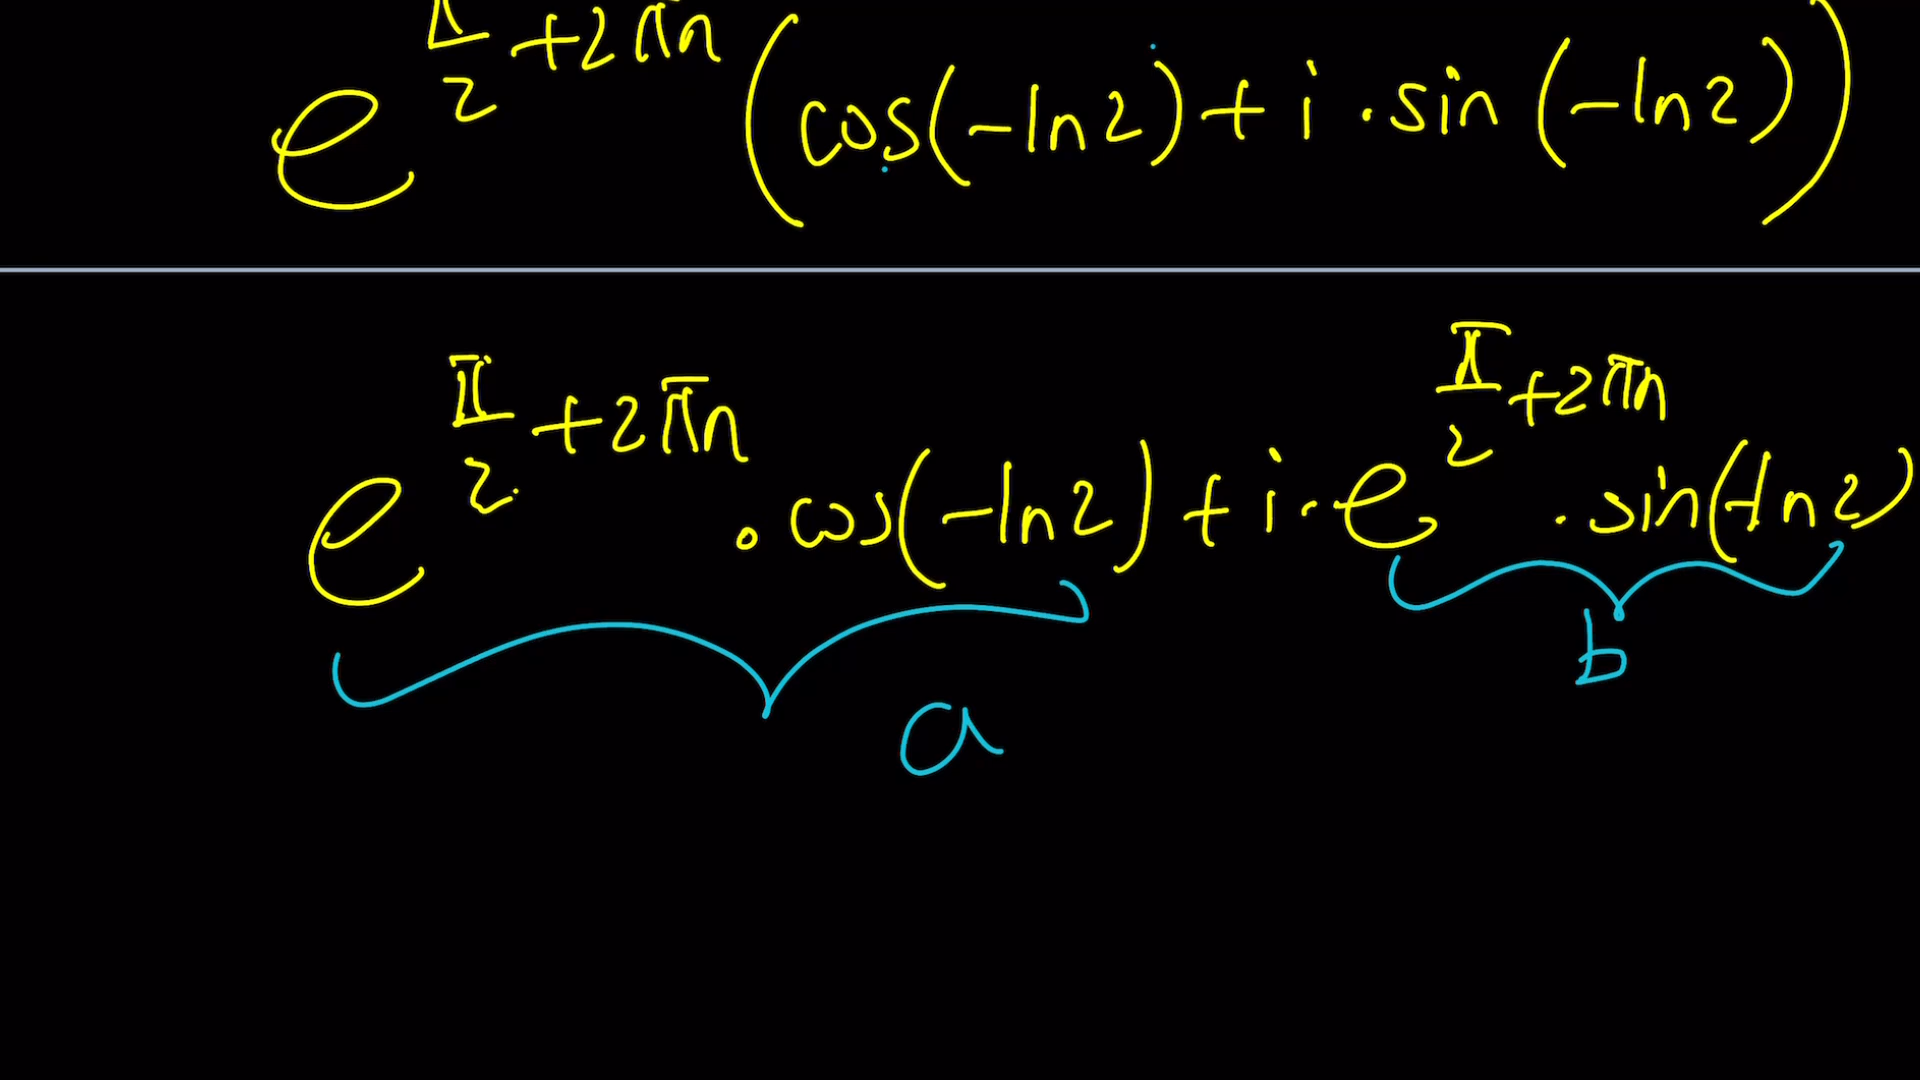 e^{π/2 + 2πn} (cos(-ln2) + i · sin(-ln2))
e^{π/2 + 2πn} · cos(-ln2) + i · e^{π/2 + 2πn} · sin(-ln2)
a b